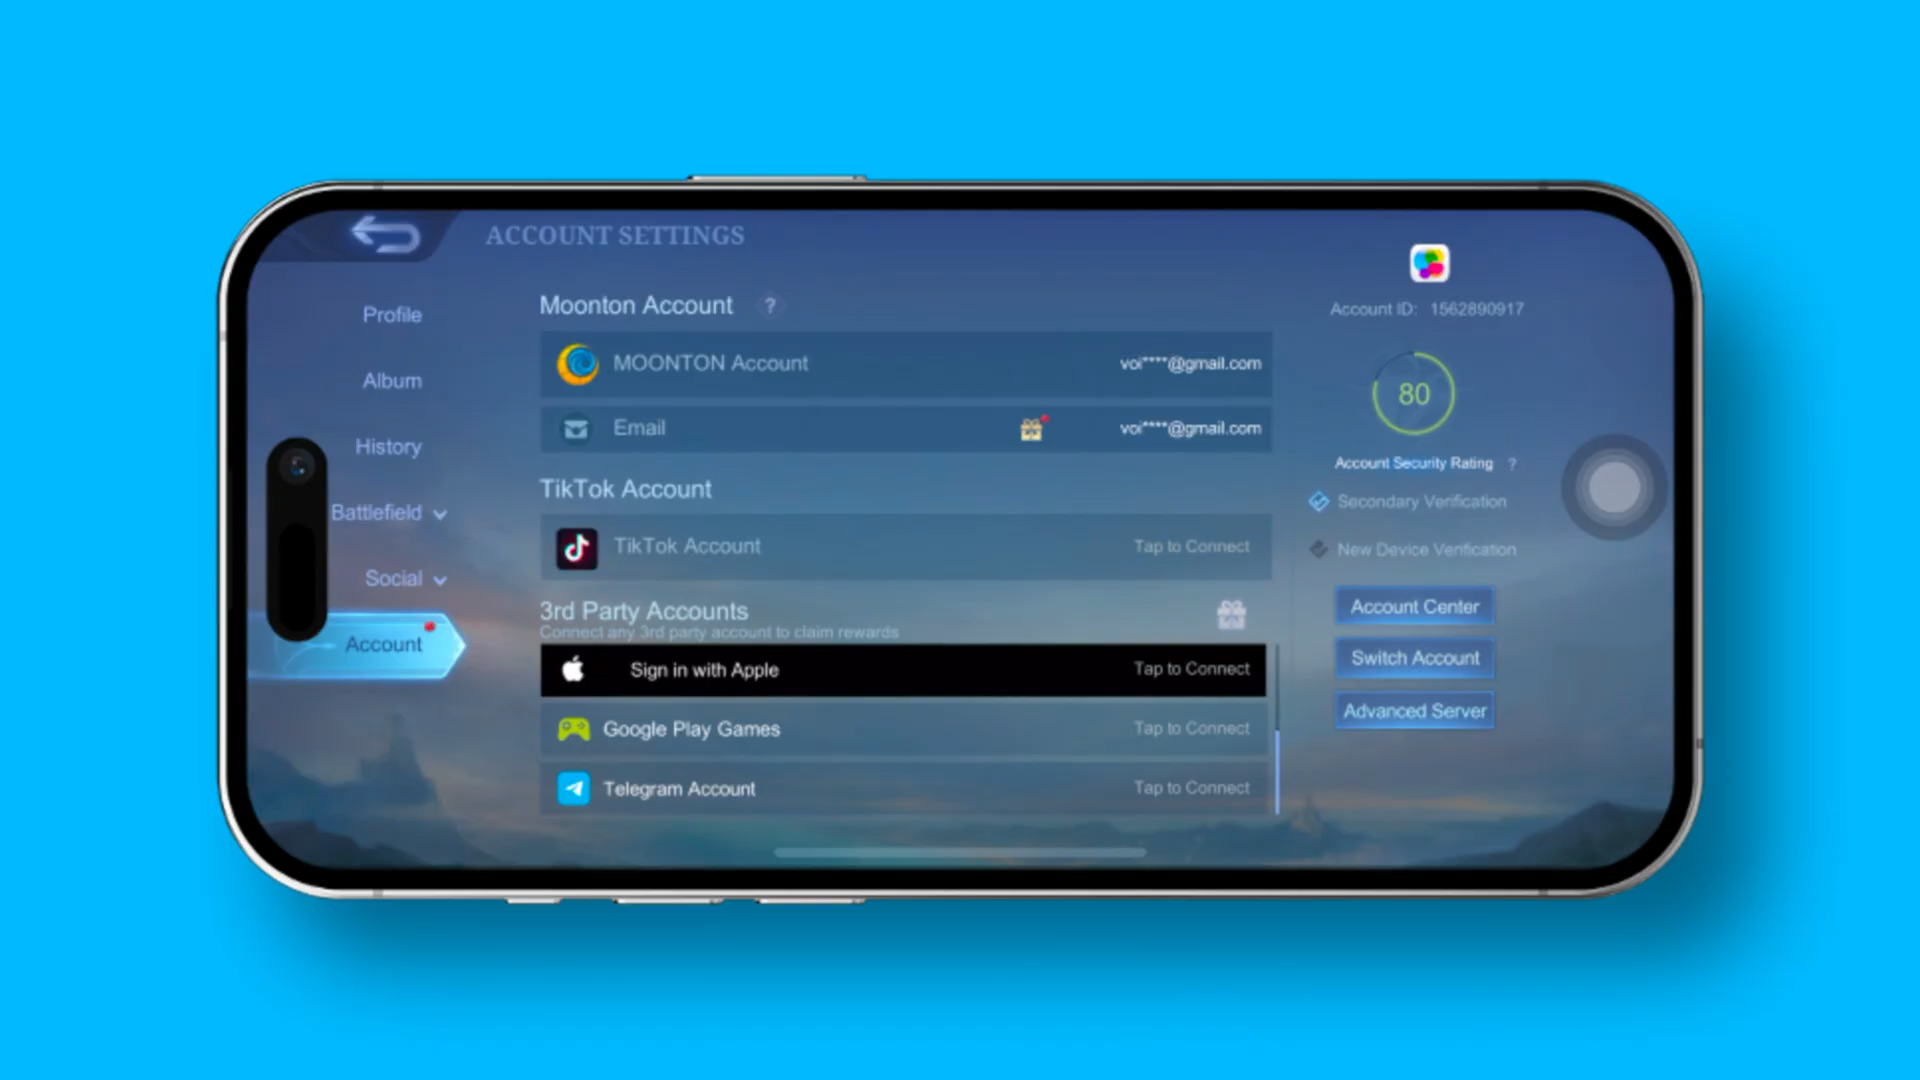 ACCOUNT SETTINGS
Profile
Album
History
Battlefield
Social
Account
Moonton Account ?
MOONTON Account voi****@gmail.com
Email voi****@gmail.com
TikTok Account
TikTok Account Tap to Connect
3rd Party Accounts
Connect any 3rd party account to claim rewards
Sign in with Apple Tap to Connect
Google Play Games Tap to Connect
Telegram Account Tap to Connect
Account ID: 1562890917
80
Account Security Rating ?
Secondary Verification
New Device Verification
Account Center
Switch Account
Advanced Server